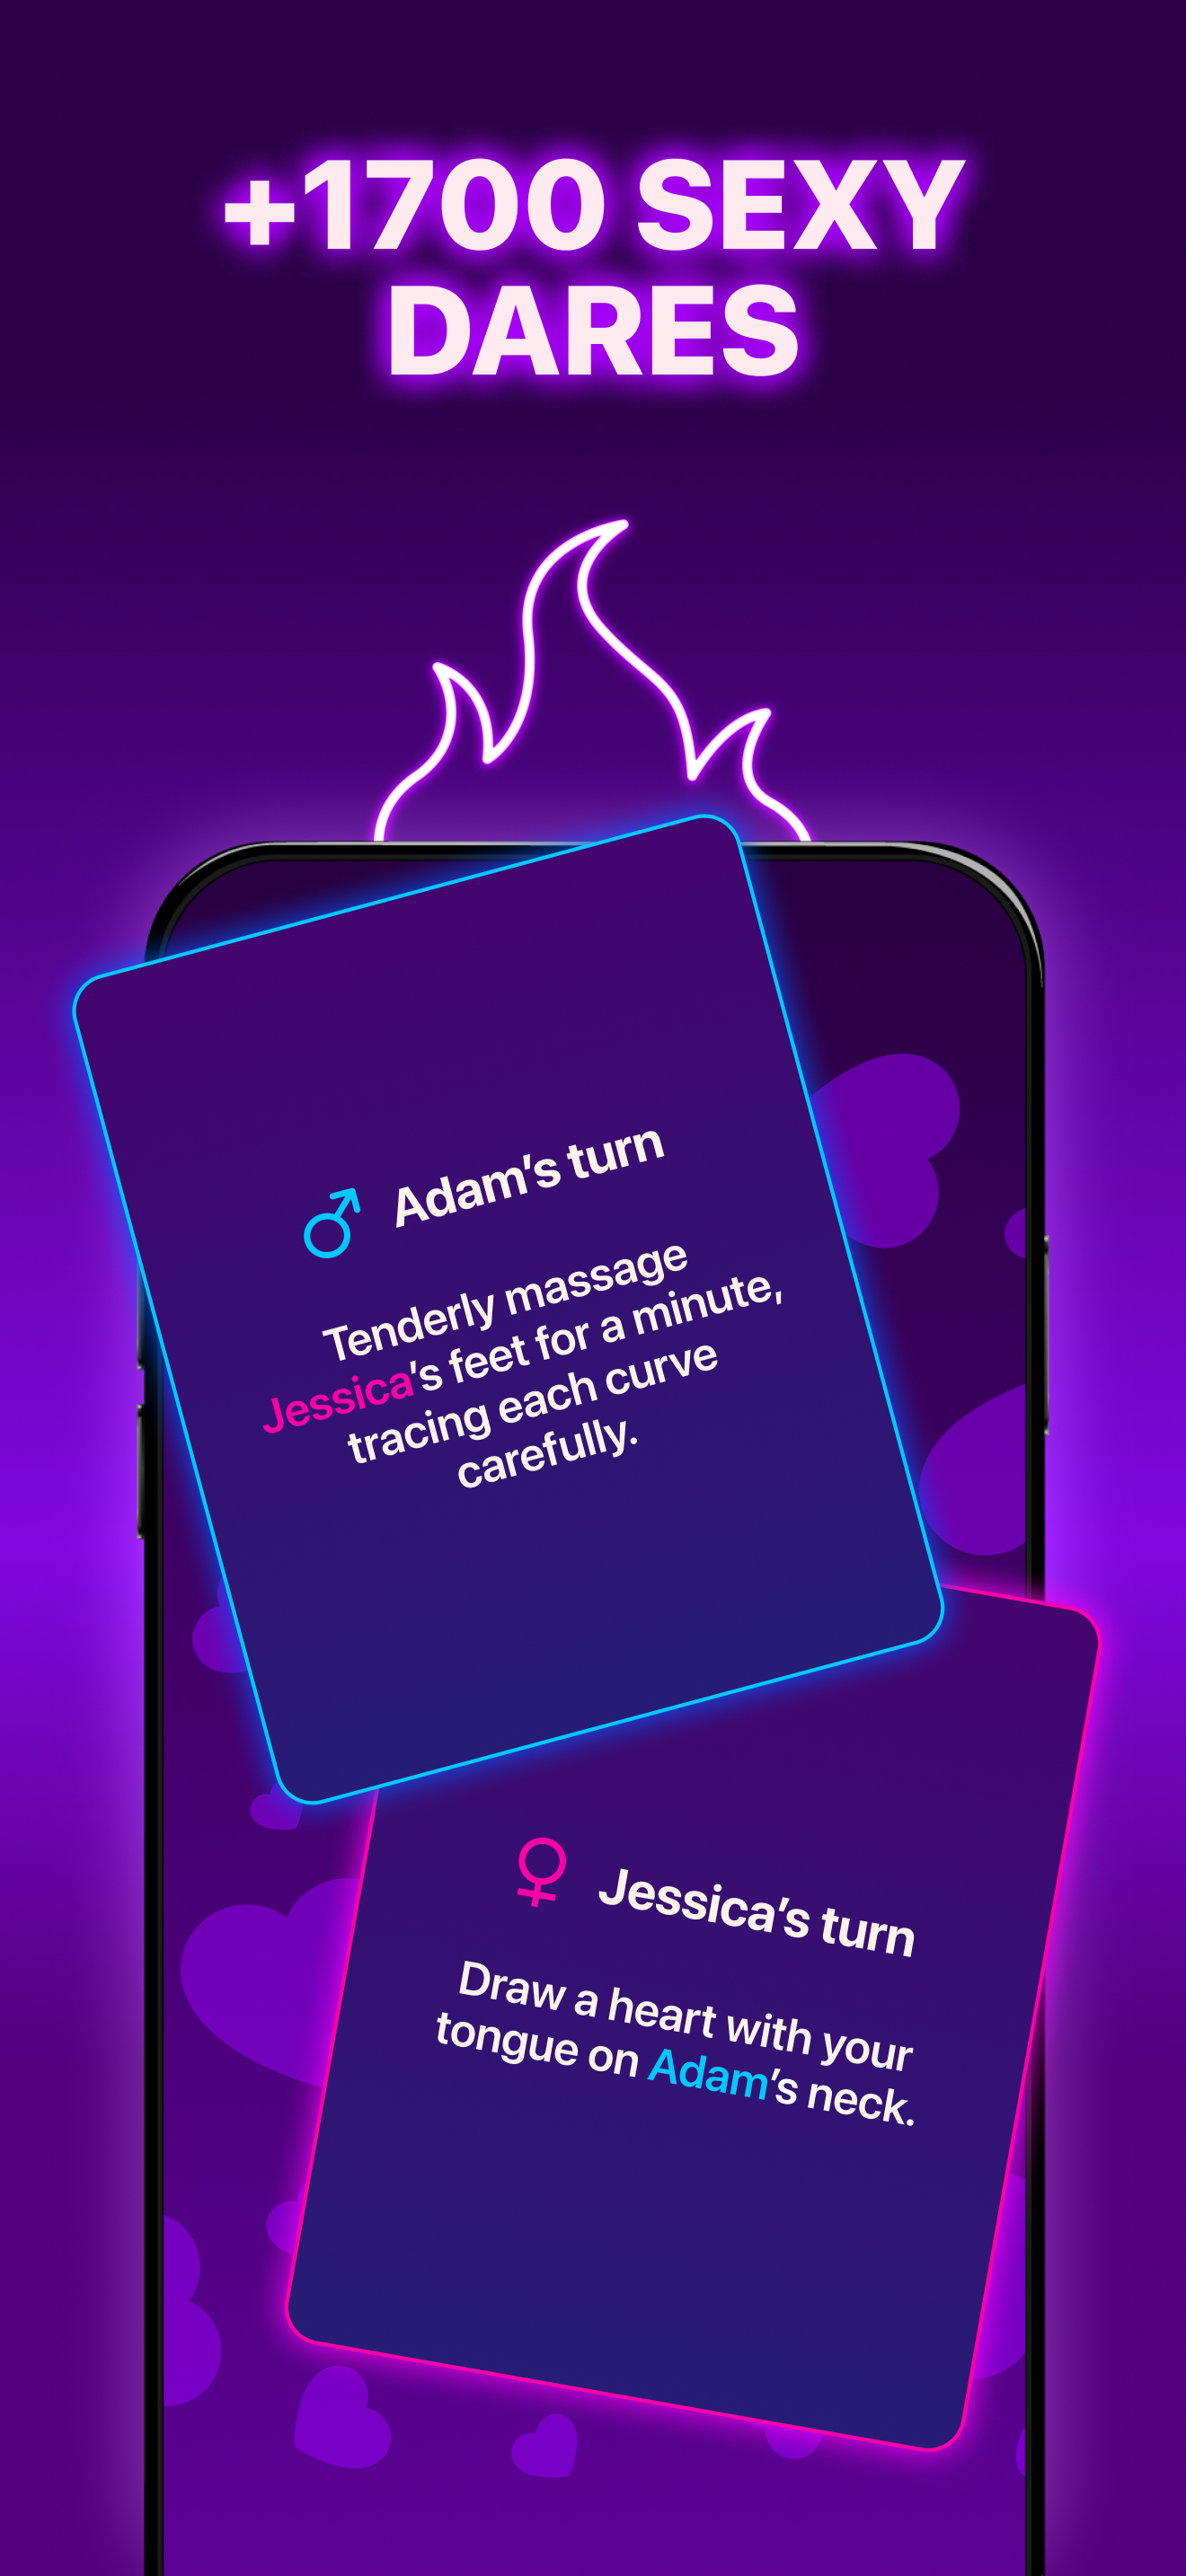 +1700 SEXY
DARES
Adam's turn
Tenderly massage
Jessica's feet for a minute,
tracing each curve
carefully.
Jessica's turn
Draw a heart with your
tongue on Adam's neck.